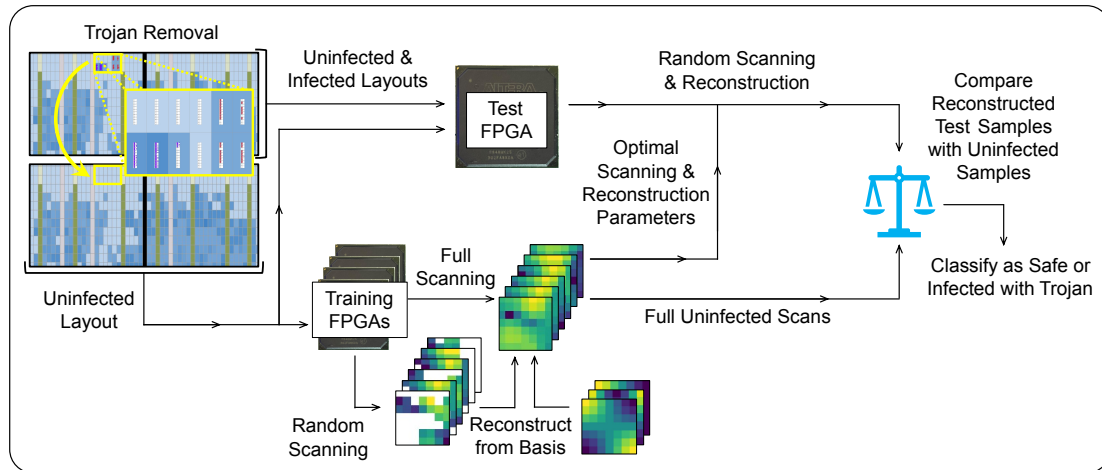 Trojan Removal
Uninfected &
Infected Layouts
Test
FPGA
Random Scanning
& Reconstruction
Compare
Reconstructed
Test Samples
with Uninfected
Samples
Optimal
Scanning &
Reconstruction
Parameters
Uninfected
Layout
Training
FPGAs
Full
Scanning
Full Uninfected Scans
Classify as Safe or
Infected with Trojan
Random
Scanning
Reconstruct
from Basis